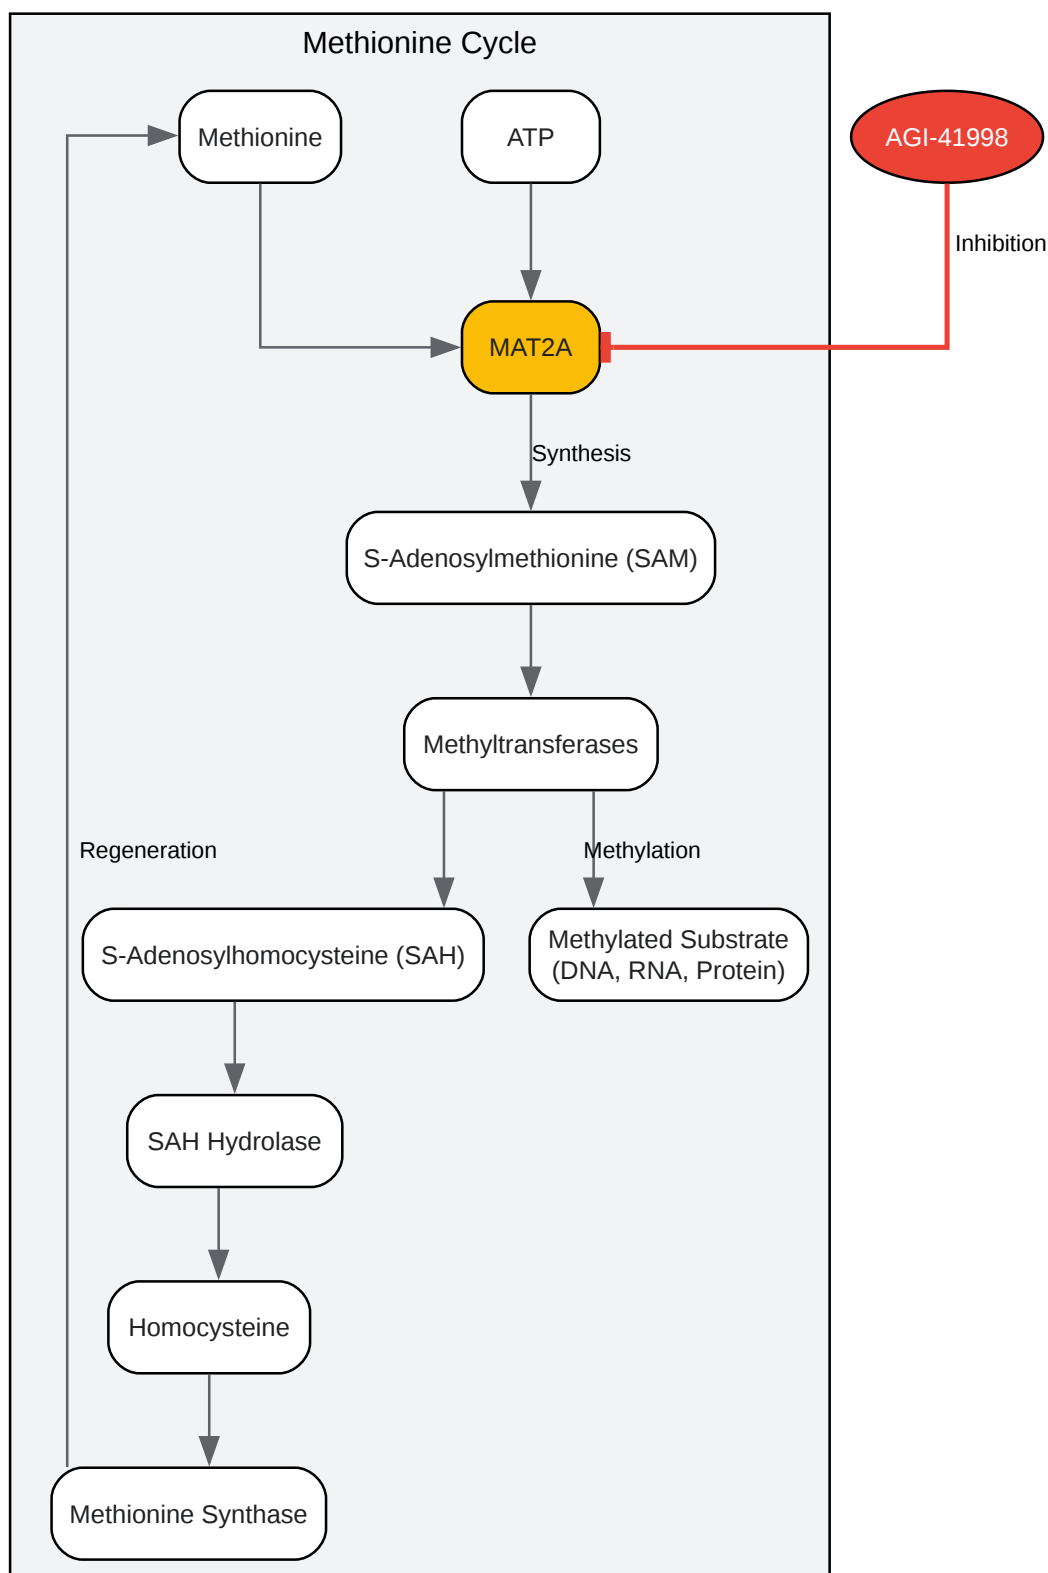 Methionine Cycle
Methionine
ATP
AGI-41998
Inhibition
MAT2A
Synthesis
S-Adenosylmethionine (SAM)
Methyltransferases
Regeneration
Methylation
S-Adenosylhomocysteine (SAH)
Methylated Substrate
(DNA, RNA, Protein)
SAH Hydrolase
Homocysteine
Methionine Synthase